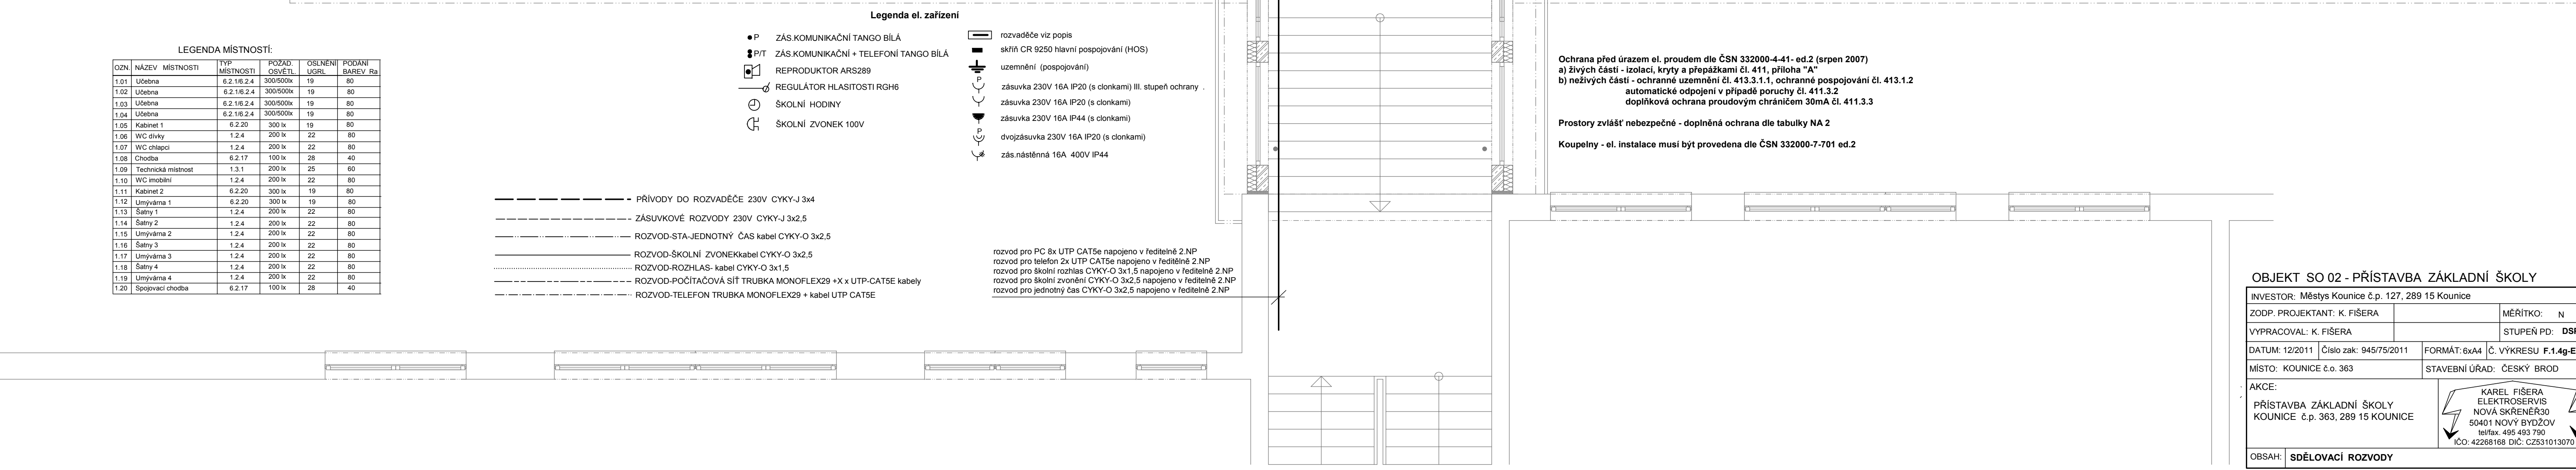 Legenda el. zařízení
● P ZÁS.KOMUNIKAČNÍ TANGO BÍLÁ
P/T ZÁS.KOMUNIKAČNÍ + TELEFONÍ TANGO BÍLÁ
REPRODUKTOR ARS289
REGULÁTOR HLASITOSTI RGH6
ŠKOLNÍ HODINY
ŠKOLNÍ ZVONEK 100V
rozvaděče viz popis
skříň CR 9250 hlavní pospojování (HOS)
uzemnění (pospojování)
P zásuvka 230V 16A IP20 (s clonkami) III. stupeň ochrany .
zásuvka 230V 16A IP20 (s clonkami)
zásuvka 230V 16A IP44 (s clonkami)
P dvojzásuvka 230V 16A IP20 (s clonkami)
zás.nástěnná 16A 400V IP44
LEGENDA MÍSTNOSTÍ:
OZN. NÁZEV MÍSTNOSTI TYP MÍSTNOSTI POŽAD. OSVĚTL. OSLNĚNÍ UGRL PODÁNÍ BAREV Ra
1.01 Učebna 6.2.1/6.2.4 300/500lx 19 80
1.02 Učebna 6.2.1/6.2.4 300/500lx 19 80
1.03 Učebna 6.2.1/6.2.4 300/500lx 19 80
1.04 Učebna 6.2.1/6.2.4 300/500lx 19 80
1.05 Kabinet 1 6.2.20 300 lx 19 80
1.06 WC dívky 1.2.4 200 lx 22 80
1.07 WC chlapci 1.2.4 200 lx 22 80
1.08 Chodba 6.2.17 100 lx 28 40
1.09 Technická místnost 1.3.1 200 lx 25 60
1.10 WC imobilní 1.2.4 200 lx 22 80
1.11 Kabinet 2 6.2.20 300 lx 19 80
1.12 Umývárna 1 6.2.20 300 lx 19 80
1.13 Šatny 1 1.2.4 200 lx 22 80
1.14 Šatny 2 1.2.4 200 lx 22 80
1.15 Umývárna 2 1.2.4 200 lx 22 80
1.16 Šatny 3 1.2.4 200 lx 22 80
1.17 Umývárna 3 1.2.4 200 lx 22 80
1.18 Šatny 4 1.2.4 200 lx 22 80
1.19 Umývárna 4 1.2.4 200 lx 22 80
1.20 Spojovací chodba 6.2.17 100 lx 28 40
PŘÍVODY DO ROZVADĚČE 230V CYKY-J 3x4
ZÁSUVKOVÉ ROZVODY 230V CYKY-J 3x2,5
ROZVOD-STA-JEDNOTNÝ ČAS kabel CYKY-O 3x2,5
ROZVOD-ŠKOLNÍ ZVONEKkabel CYKY-O 3x2,5
ROZVOD-ROZHLAS- kabel CYKY-O 3x1,5
ROZVOD-POČÍTAČOVÁ SÍŤ TRUBKA MONOFLEX29 +X x UTP-CAT5E kabely
ROZVOD-TELEFON TRUBKA MONOFLEX29 + kabel UTP CAT5E
rozvod pro PC 8x UTP CAT5e napojeno v ředitelně 2.NP
rozvod pro telefon 2x UTP CAT5e napojeno v ředitělně 2.NP
rozvod pro školní rozhlas CYKY-O 3x1,5 napojeno v ředitelně 2.NP
rozvod pro školní zvonění CYKY-O 3x2,5 napojeno v ředitelně 2.NP
rozvod pro jednotný čas CYKY-O 3x2,5 napojeno v ředitelně 2.NP
Ochrana před úrazem el. proudem dle ČSN 332000-4-41- ed.2 (srpen 2007)
a) živých částí - izolací, kryty a přepážkami čl. 411, příloha "A"
b) neživých částí - ochranné uzemnění čl. 413.3.1.1, ochranné pospojování čl. 413.1.2
automatické odpojení v případě poruchy čl. 411.3.2
doplňková ochrana proudovým chráničem 30mA čl. 411.3.3
Prostory zvlášť nebezpečné - doplněná ochrana dle tabulky NA 2
Koupelny - el. instalace musí být provedena dle ČSN 332000-7-701 ed.2
OBJEKT SO 02 - PŘÍSTAVBA ZÁKLADNÍ ŠKOLY
INVESTOR: Městys Kounice č.p. 127, 289 15 Kounice
ZODP. PROJEKTANT: K. FIŠERA MĚŘÍTKO: N
VYPRACOVAL: K. FIŠERA STUPEŇ PD:
DATUM: 12/2011 Číslo zak: 945/75/2011 FORMÁT: 6xA4 Č. VÝKRESU F.1.4g-E
MÍSTO: KOUNICE č.o. 363 STAVEBNÍ ÚŘAD: ČESKÝ BROD
AKCE:
PŘÍSTAVBA ZÁKLADNÍ ŠKOLY
KOUNICE č.p. 363, 289 15 KOUNICE
KAREL FIŠERA
ELEKTROSERVIS
NOVÁ SKŘENĚŘ30
50401 NOVÝ BYDŽOV
tel/fax. 495 493 790
IČO: 42268168 DIČ: CZ531013070
OBSAH: SDĚLOVACÍ ROZVODY